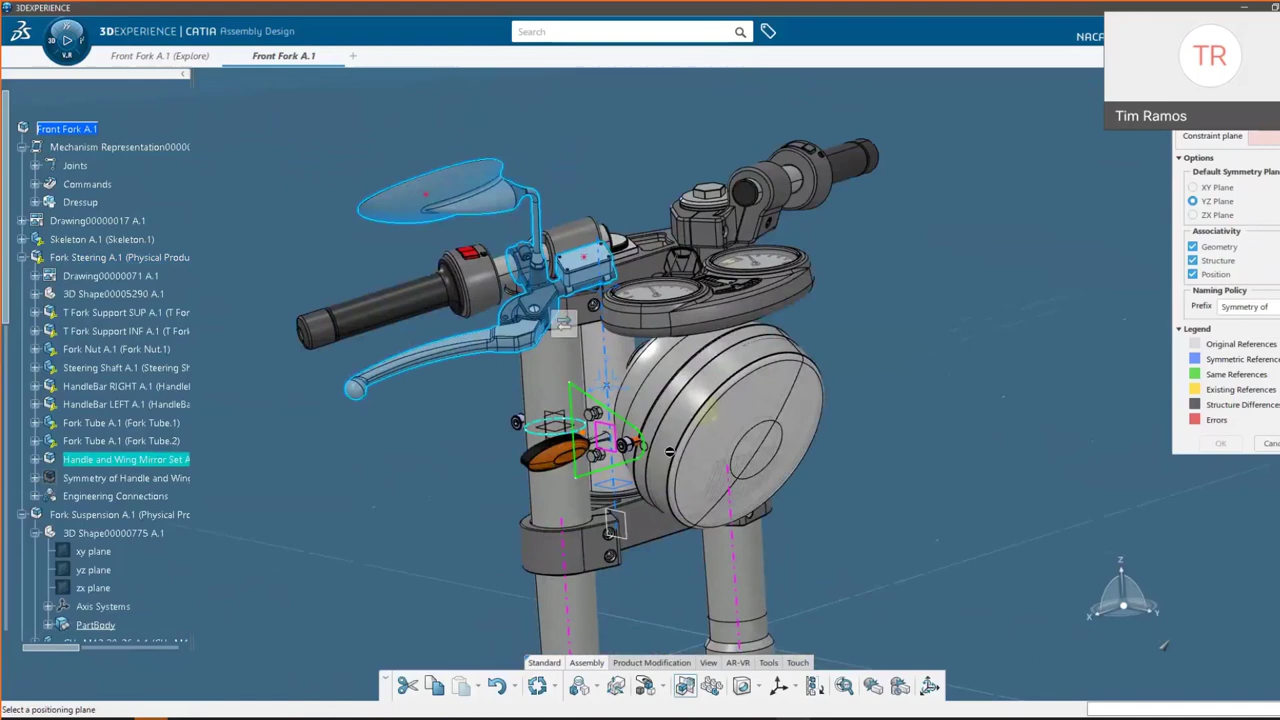 3DEXPERIENCE
3DEXPERIENCE | CATIA Assembly Design
Search
NACA
3D
V.R
Front Fork A.1 (Explore)
Front Fork A.1
TR
Tim Ramos
Front Fork A.1
Mechanism Representation0000
Joints
Commands
Dressup
Drawing00000017 A.1
Skeleton A.1 (Skeleton.1)
Fork Steering A.1 (Physical Produ
Drawing00000071 A.1
3D Shape00005290 A.1
T Fork Support SUP A.1 (T For
T Fork Support INF A.1 (T Fork
Fork Nut A.1 (Fork Nut.1)
Steering Shaft A.1 (Steering Sh
HandleBar RIGHT A.1 (HandleB
HandleBar LEFT A.1 (HandleBa
Fork Tube A.1 (Fork Tube.1)
Fork Tube A.1 (Fork Tube.2)
Handle and Wing Mirror Set A
Symmetry of Handle and Wing
Engineering Connections
Fork Suspension A.1 (Physical Pro
3D Shape00000775 A.1
xy plane
yz plane
zx plane
Axis Systems
PartBody
Constraint plane
Options
Default Symmetry Plan
XY Plane
YZ Plane
ZX Plane
Associativity
Geometry
Structure
Position
Naming Policy
Prefix Symmetry of
Legend
Original References
Symmetric Referenc
Same References
Existing References
Structure Differences
Errors
OK Canc
Z
X Y
Standard Assembly Product Modification View AR-VR Tools Touch
Select a positioning plane